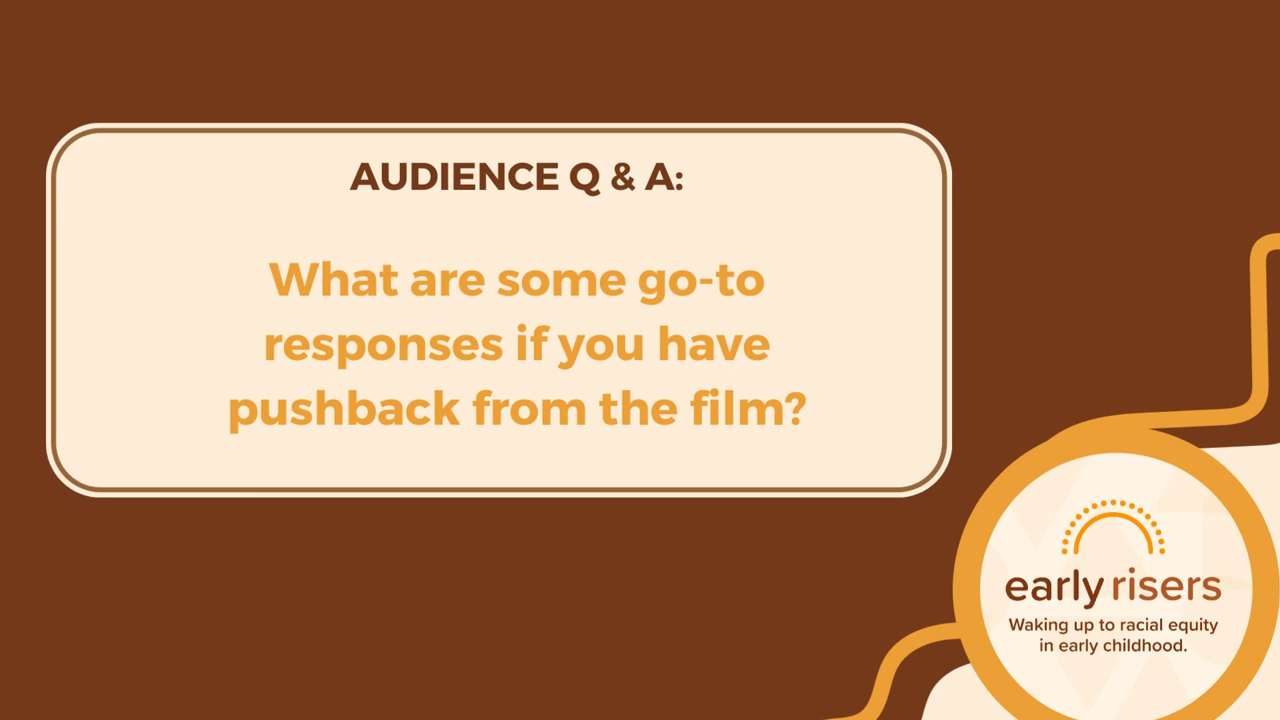 AUDIENCE Q & A:
What are some go-to
responses if you have
pushback from the film?
early risers
Waking up to racial equity
in early childhood.